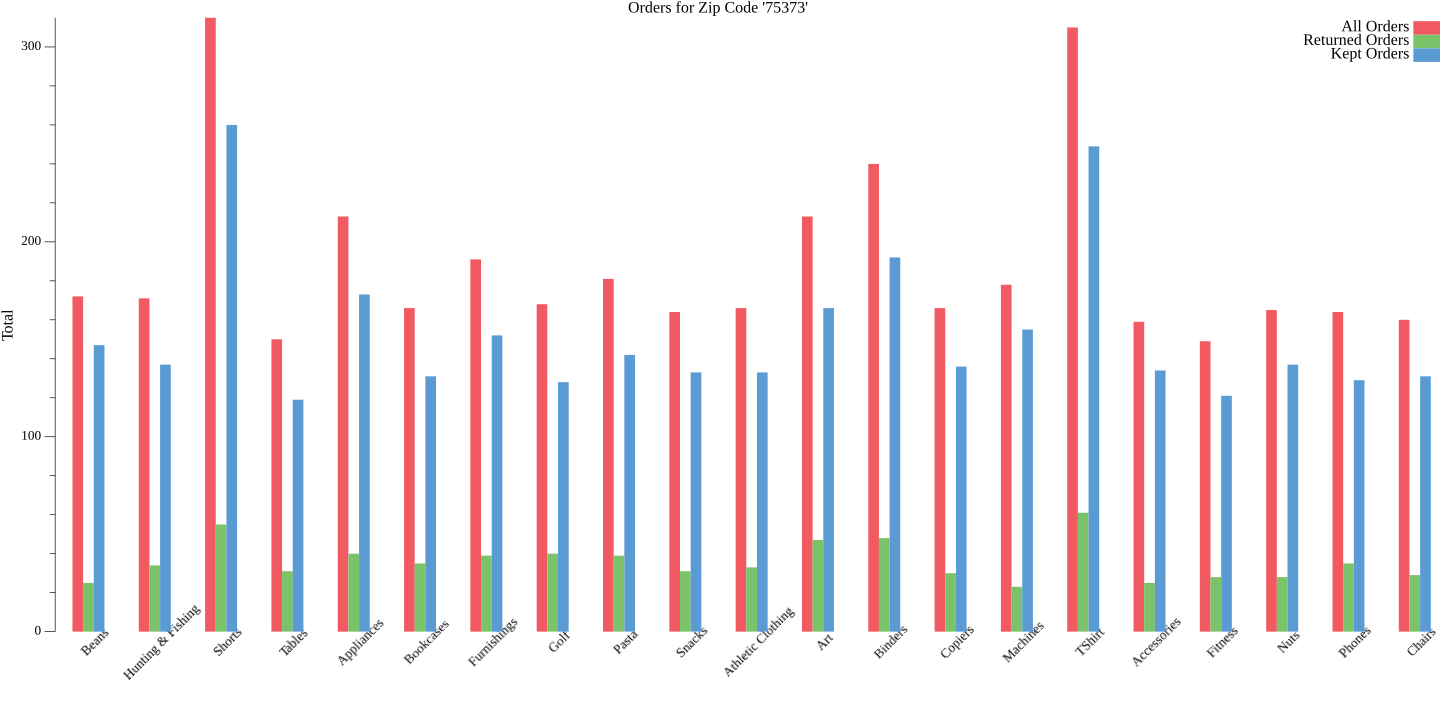 Orders for Zip Code '75373'
All Orders
Returned Orders
Kept Orders
Total
300
200
100
0
Beans
Hunting & Fishing
Shorts
Tables
Appliances
Bookcases
Furnishings
Golf
Pasta
Snacks
Athletic Clothing
Art
Binders
Copiers
Machines
TShirt
Accessories
Fitness
Nuts
Phones
Chairs